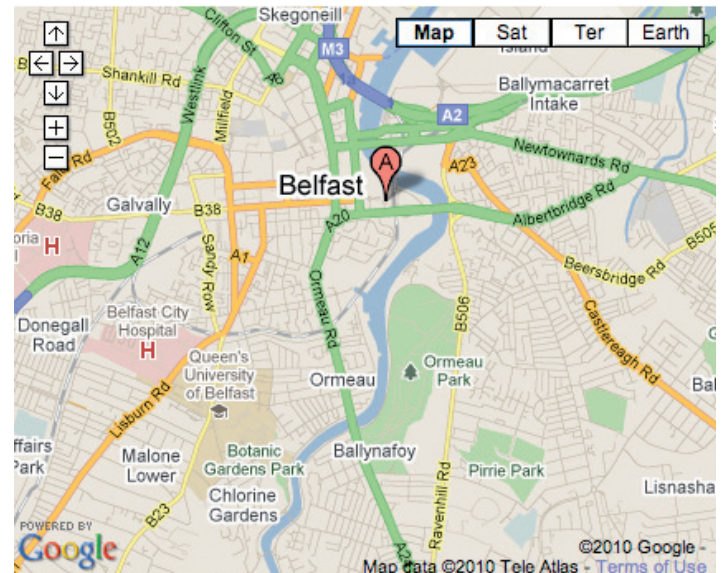 Skegoneill
Map Sat Ter Earth
Clifton St
M3
Island
A6
Shankill Rd
Westlink
Millfield
Ballymacarret
Intake
B502
A2
Newtownards Rd
Falls Rd
A
A23
Belfast
B38
Galvally
B38
A20
Albertbridge Rd
B505
H
A12
Sandy Row
A1
Beersbridge Rd
Ormeau Rd
Belfast City
Hospital
B506
Castlereagh Rd
Donegall
Road
H
Queen's
University
of Belfast
Ormeau
Park
Ormeau
Lisburn Rd
Malone
Lower
Botanic
Gardens Park
Ballynafoy
Pirrie Park
Ravenhill Rd
Chlorine
Gardens
B23
Lisnasha
POWERED BY
Google
©2010 Google -
Map data ©2010 Tele Atlas - Terms of Use